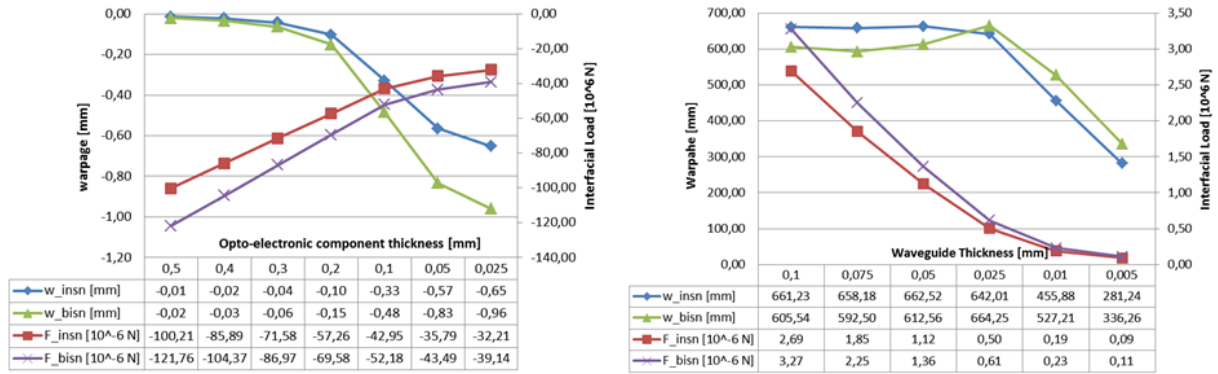 0,00
-0,20
-0,40
-0,60
-0,80
-1,00
-1,20
warpage [mm]
0,00
-20,00
-40,00
-60,00
-80,00
-100,00
-120,00
-140,00
Interfacial Load [10^6 N]
Opto-electronic component thickness [mm]
0,5 0,4 0,3 0,2 0,1 0,05 0,025
w_insn [mm] -0,01 -0,02 -0,04 -0,10 -0,33 -0,57 -0,65
w_bisn [mm] -0,02 -0,03 -0,06 -0,15 -0,48 -0,83 -0,96
F_insn [10^-6 N] -100,21 -85,89 -71,58 -57,26 -42,95 -35,79 -32,21
F_bisn [10^-6 N] -121,76 -104,37 -86,97 -69,58 -52,18 -43,49 -39,14
700,00
600,00
500,00
400,00
300,00
200,00
100,00
0,00
Warpahe [mm]
3,50
3,00
2,50
2,00
1,50
1,00
0,50
0,00
Interfacial Load [10^6 N]
Waveguide Thickness [mm]
0,1 0,075 0,05 0,025 0,01 0,005
w_insn [mm] 661,23 658,18 662,52 642,01 455,88 281,24
w_bisn [mm] 605,54 592,50 612,56 664,25 527,21 336,26
F_insn [10^-6 N] 2,69 1,85 1,12 0,50 0,19 0,09
F_bisn [10^-6 N] 3,27 2,25 1,36 0,61 0,23 0,11